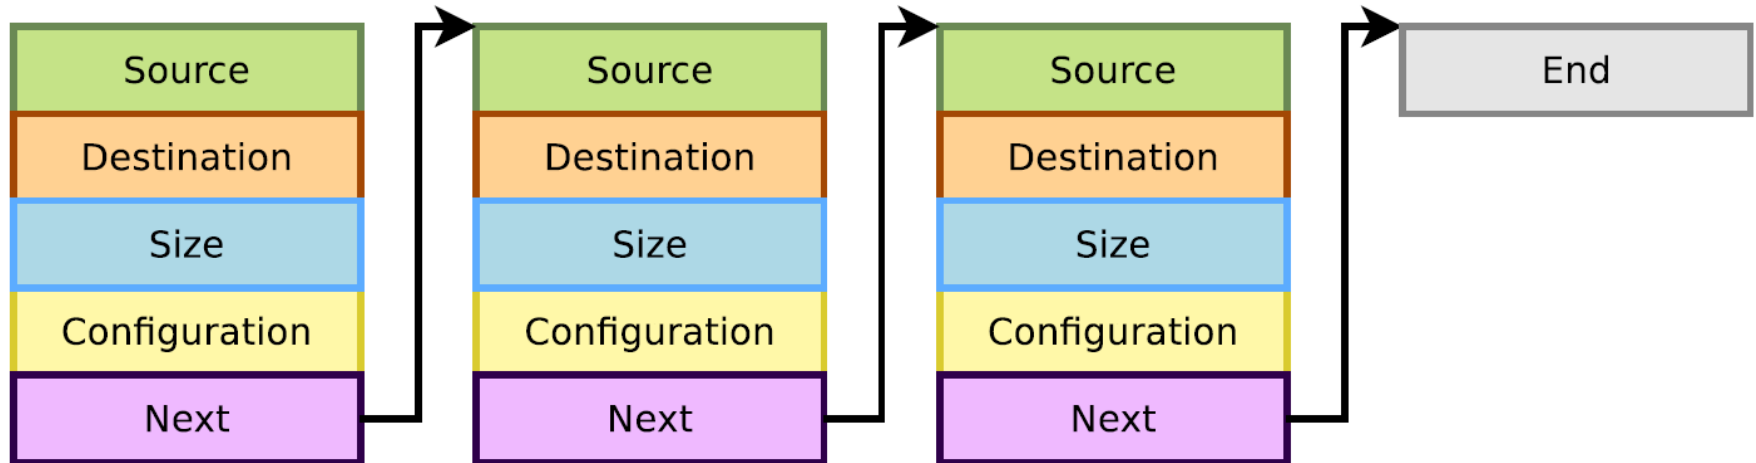 Source
Destination
Size
Configuration
Next
Source
Destination
Size
Configuration
Next
Source
Destination
Size
Configuration
Next
End